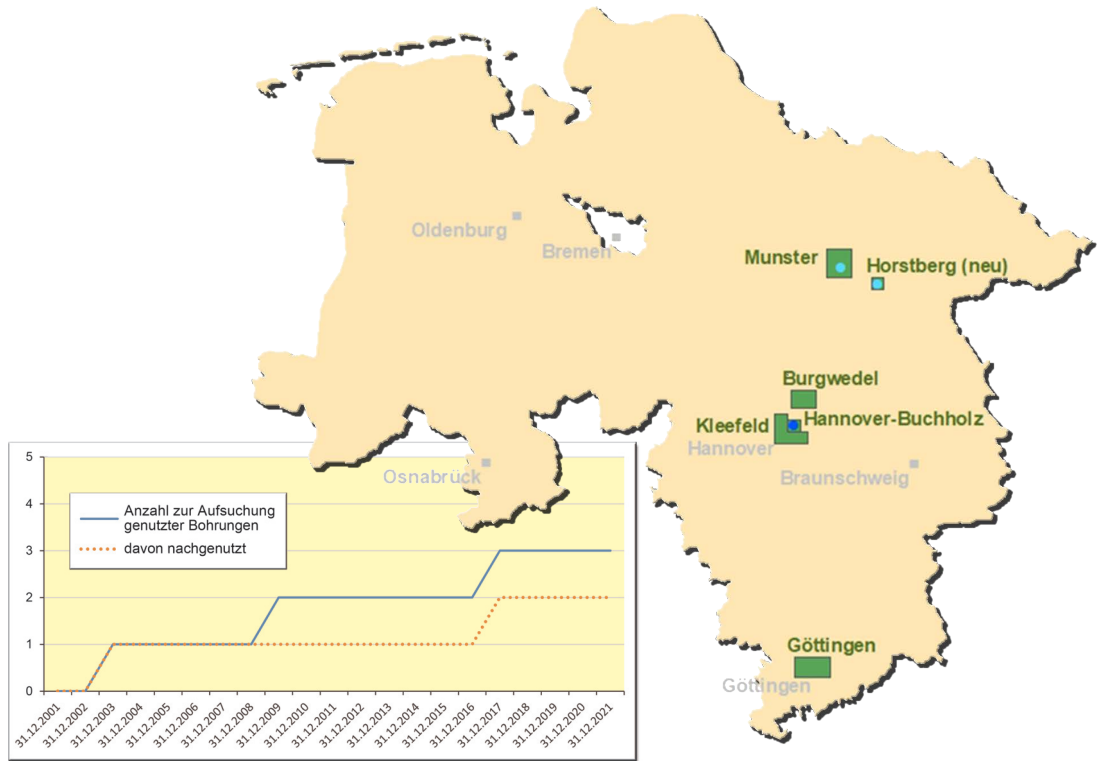 Oldenburg
Bremen
Munster
Horstberg (neu)
Burgwedel
Kleefeld
Hannover-Buchholz
Hannover
Braunschweig
Osnabrück
Göttingen
Göttingen
5
4
3
2
1
0
Anzahl zur Aufsuchung
genutzter Bohrungen
davon nachgenutzt
31.12.2001
31.12.2002
31.12.2003
31.12.2004
31.12.2005
31.12.2006
31.12.2007
31.12.2008
31.12.2009
31.12.2010
31.12.2011
31.12.2012
31.12.2013
31.12.2014
31.12.2015
31.12.2016
31.12.2017
31.12.2018
31.12.2019
31.12.2020
31.12.2021